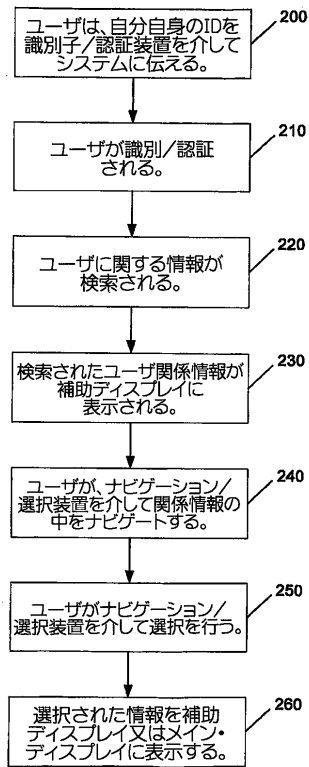 200
ユーザは、自分自身のIDを
識別子/認証装置を介して
システムに伝える。
210
ユーザが識別/認証
される。
220
ユーザに関する情報が
検索される。
230
検索されたユーザ関係情報が
補助ディスプレイに
表示される。
240
ユーザが、ナビゲーション/
選択装置を介して関係情報の
中をナビゲートする。
250
ユーザがナビゲーション/
選択装置を介して選択を行う。
260
選択された情報を補助
ディスプレイ又はメイン・
ディスプレイに表示する。